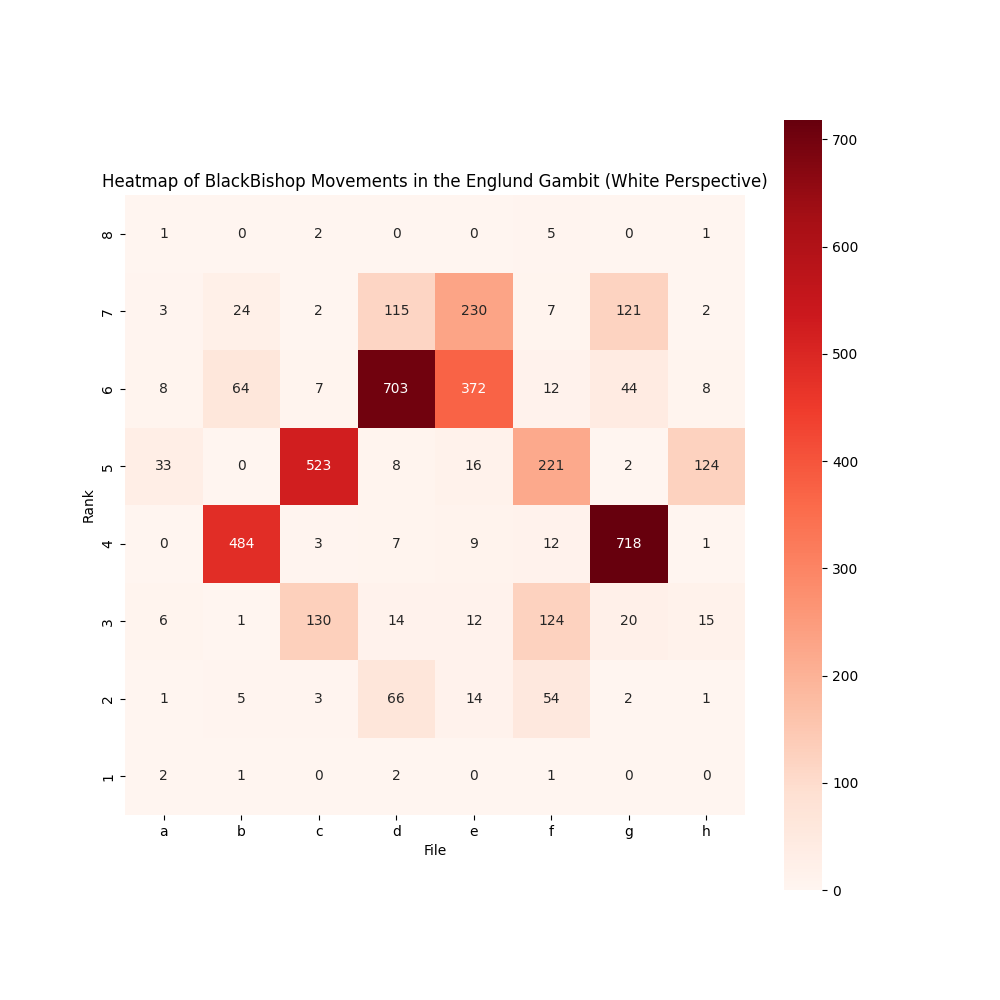 Heatmap of BlackBishop Movements in the Englund Gambit (White Perspective)
700
600
500
400
300
200
100
0
Rank
8 1 0 2 0 0 5 0 1
7 3 24 2 115 230 7 121 2
6 8 64 7 703 372 12 44 8
5 33 0 523 8 16 221 2 124
4 0 484 3 7 9 12 718 1
3 6 1 130 14 12 124 20 15
2 1 5 3 66 14 54 2 1
1 2 1 0 2 0 1 0 0
a b c d e f g h
File